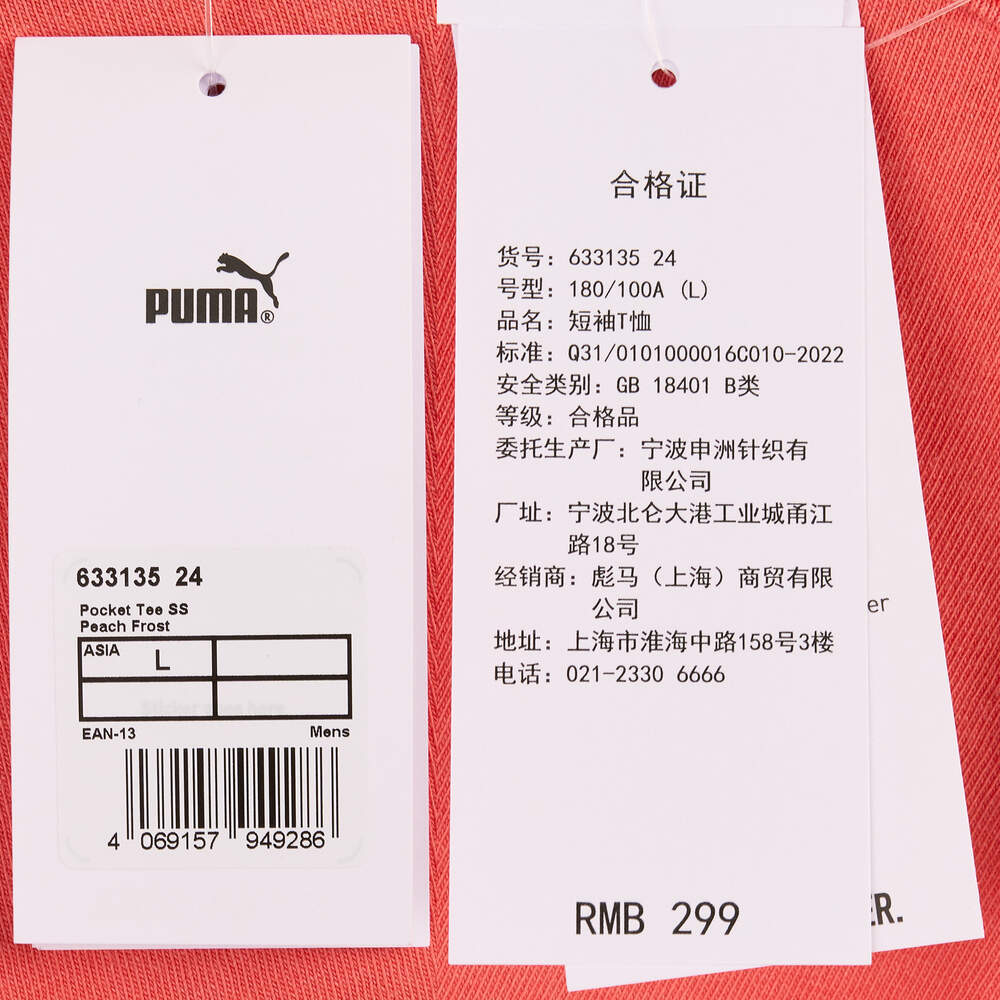 PUMA®
633135 24
Pocket Tee SS
Peach Frost
ASIA
L
Sticker goes here
EAN-13
Mens
4 069157 949286
合格证
货号：633135 24
号型：180/100A (L)
品名：短袖T恤
标准：Q31/0101000016C010-2022
安全类别：GB 18401 B类
等级：合格品
委托生产厂：宁波申洲针织有
限公司
厂址：宁波北仑大港工业城甬江
路18号
经销商：彪马（上海）商贸有限
公司
地址：上海市淮海中路158号3楼
电话：021-2330 6666
RMB 299
er
ER.